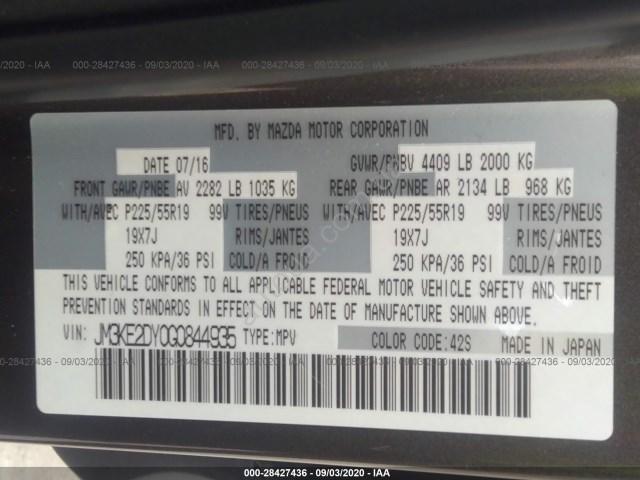 000-28427436 - 09/03/2020 - IAA
MFD. BY MAZDA MOTOR CORPORATION
DATE 07/16 GVWR/PNBV 4409 LB 2000 KG
FRONT GAWR/PNBE AV 2282 LB 1035 KG REAR GAWR/PNBE AR 2134 LB 968 KG
WITH/AVEC P225/55R19 99V TIRES/PNEUS WITH/AVEC P225/55R19 99V TIRES/PNEUS
19X7J RIMS/JANTES 19X7J RIMS/JANTES
250 KPA/36 PSI COLD/A FROID 250 KPA/36 PSI COLD/A FROID
THIS VEHICLE CONFORMS TO ALL APPLICABLE FEDERAL MOTOR VEHICLE SAFETY AND THEFT
PREVENTION STANDARDS IN EFFECT ON THE DATE OF MANUFACTURE SHOWN ABOVE.
VIN: JM3KE2DY0G0844935 TYPE:MPV COLOR CODE:42S MADE IN JAPAN
000-28427436 - 09/03/2020 - IAA